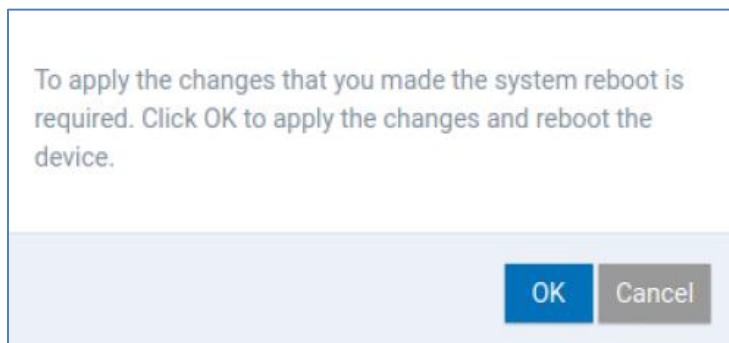 To apply the changes that you made the system reboot is
required. Click OK to apply the changes and reboot the
device.
OK Cancel